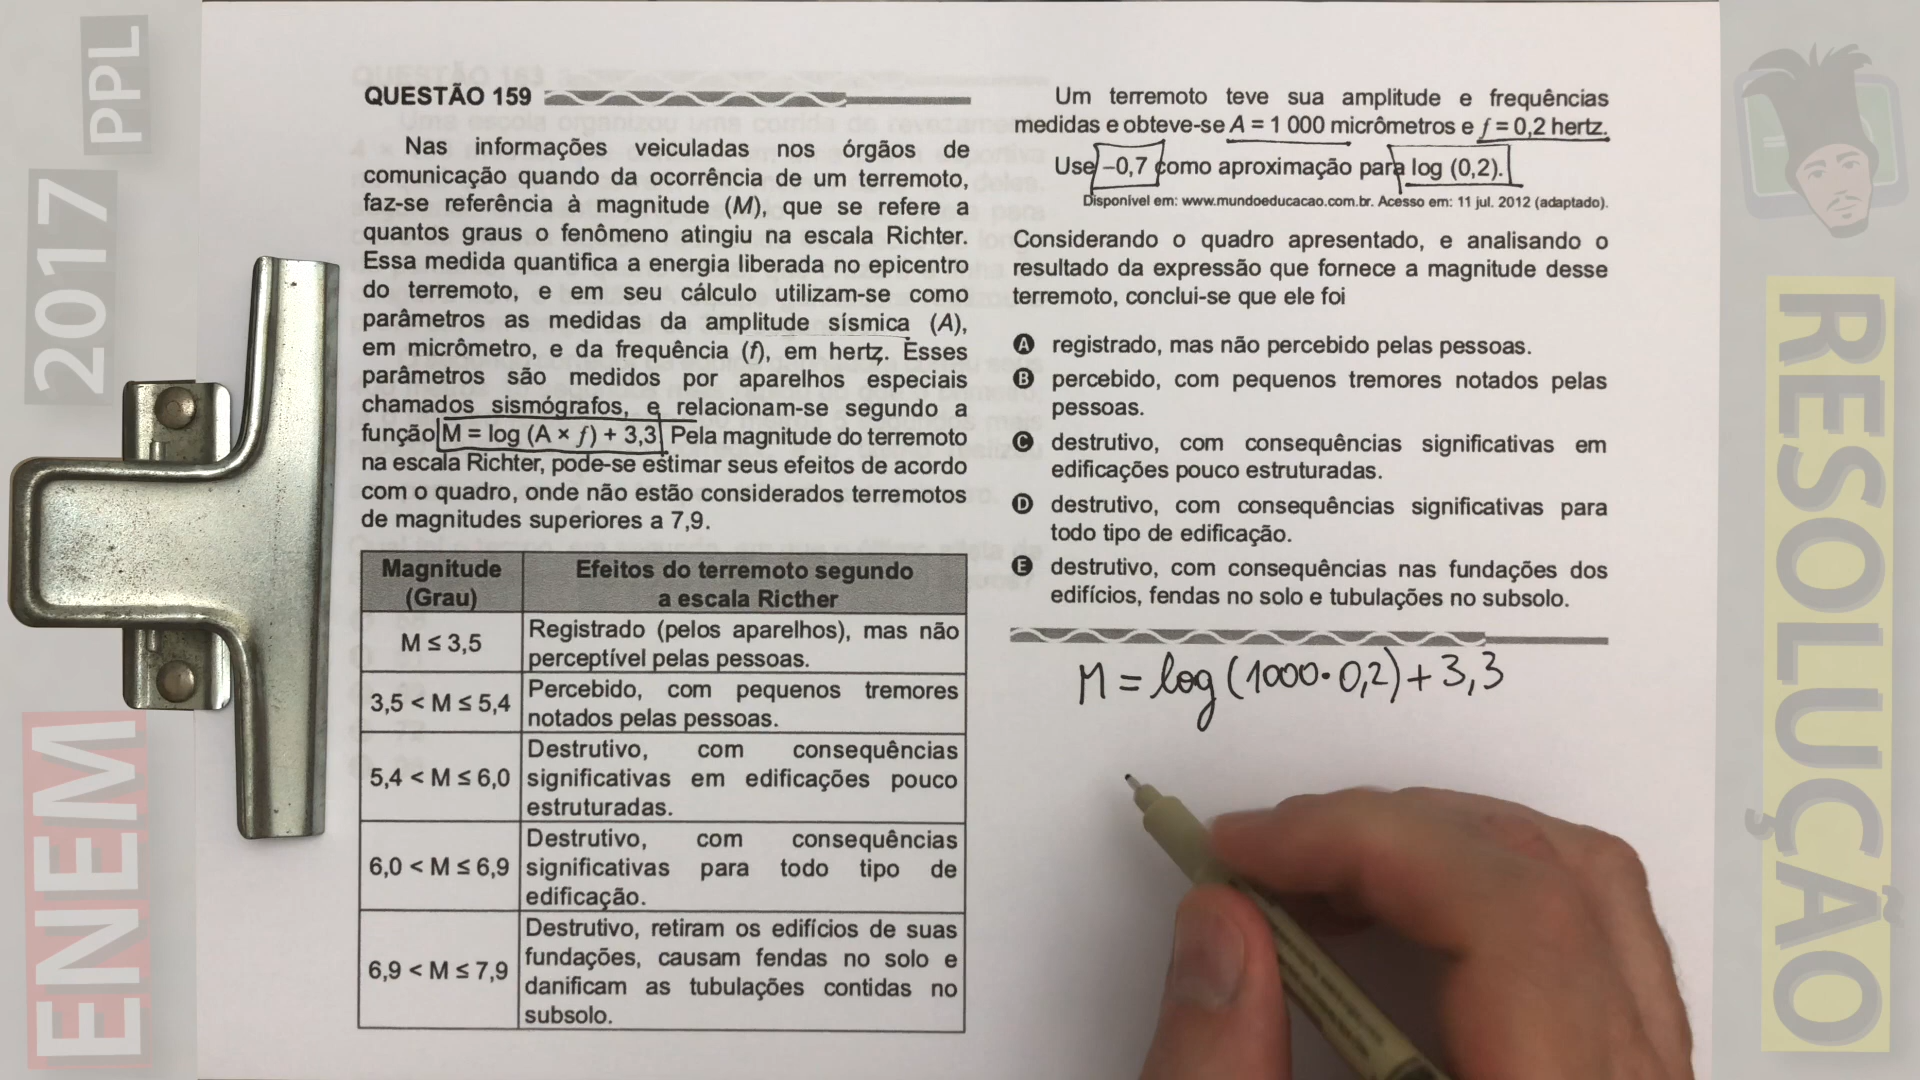 ENEM
2017
PPL
QUESTÃO 159
Nas informações veiculadas nos órgãos de
comunicação quando da ocorrência de um terremoto,
faz-se referência à magnitude (M), que se refere a
quantos graus o fenômeno atingiu na escala Richter.
Essa medida quantifica a energia liberada no epicentro
do terremoto, e em seu cálculo utilizam-se como
parâmetros as medidas da amplitude sísmica (A),
em micrômetro, e da frequência (f), em hertz. Esses
parâmetros são medidos por aparelhos especiais
chamados sismógrafos, e relacionam-se segundo a
função M = log (A × f) + 3,3. Pela magnitude do terremoto
na escala Richter, pode-se estimar seus efeitos de acordo
com o quadro, onde não estão considerados terremotos
de magnitudes superiores a 7,9.
Magnitude
(Grau)
Efeitos do terremoto segundo
a escala Ricther
M ≤ 3,5
Registrado (pelos aparelhos), mas não
perceptível pelas pessoas.
3,5 < M ≤ 5,4
Percebido, com pequenos tremores
notados pelas pessoas.
5,4 < M ≤ 6,0
Destrutivo, com consequências
significativas em edificações pouco
estruturadas.
6,0 < M ≤ 6,9
Destrutivo, com consequências
significativas para todo tipo de
edificação.
6,9 < M ≤ 7,9
Destrutivo, retiram os edifícios de suas
fundações, causam fendas no solo e
danificam as tubulações contidas no
subsolo.
Um terremoto teve sua amplitude e frequências
medidas e obteve-se A = 1 000 micrômetros e f = 0,2 hertz.
Use −0,7 como aproximação para log (0,2).
Disponível em: www.mundoeducacao.com.br. Acesso em: 11 jul. 2012 (adaptado).
Considerando o quadro apresentado, e analisando o
resultado da expressão que fornece a magnitude desse
terremoto, conclui-se que ele foi
A registrado, mas não percebido pelas pessoas.
B percebido, com pequenos tremores notados pelas
pessoas.
C destrutivo, com consequências significativas em
edificações pouco estruturadas.
D destrutivo, com consequências significativas para
todo tipo de edificação.
E destrutivo, com consequências nas fundações dos
edifícios, fendas no solo e tubulações no subsolo.
M = log (1000 · 0,2) + 3,3
RESOLUÇÃO